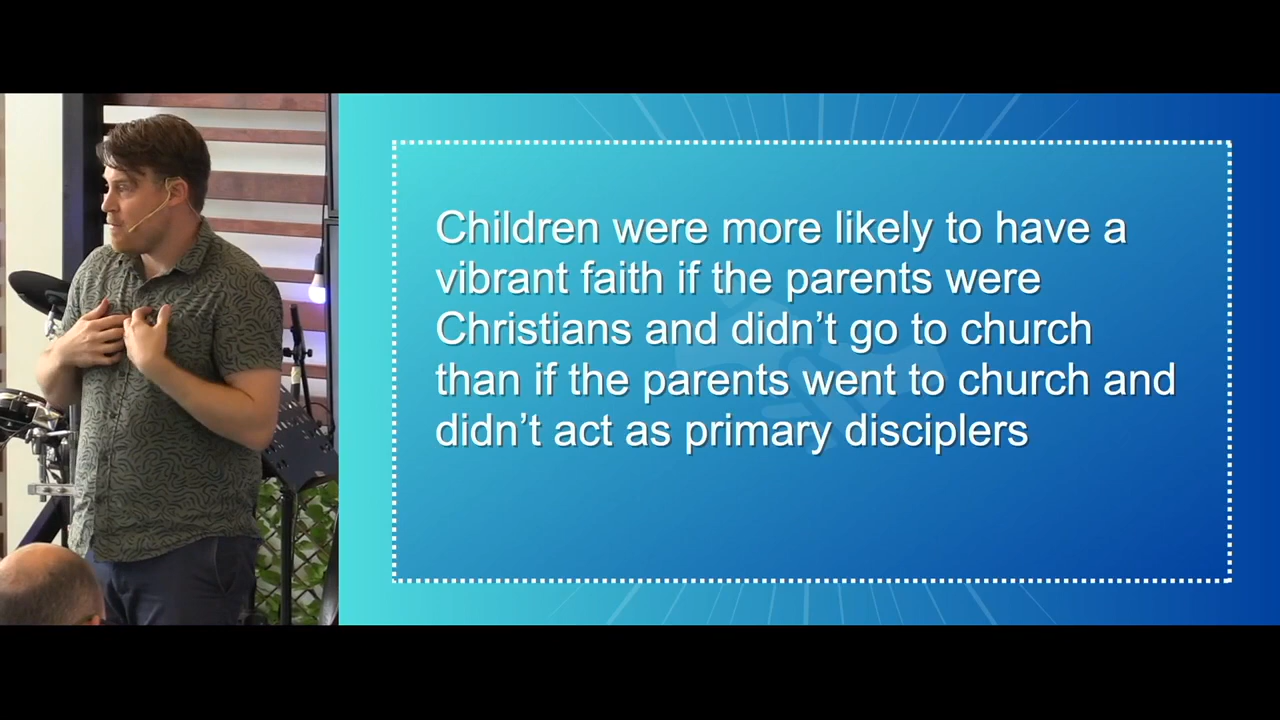 Children were more likely to have a
vibrant faith if the parents were
Christians and didn’t go to church
than if the parents went to church and
didn’t act as primary disciplers